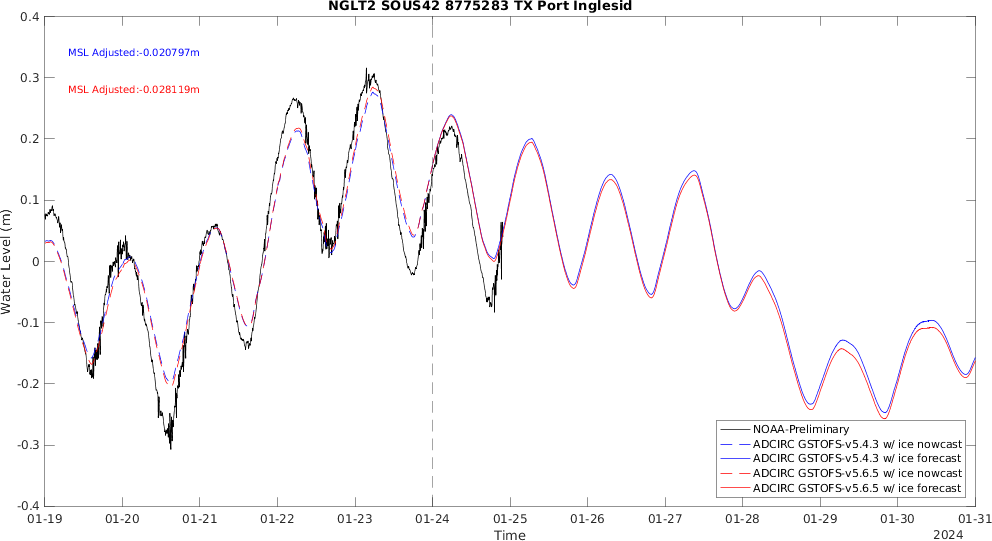 NGLT2 SOUS42 8775283 TX Port Inglesid
MSL Adjusted:-0.020797m
MSL Adjusted:-0.028119m
Water Level (m)
0.4
0.3
0.2
0.1
0
-0.1
-0.2
-0.3
-0.4
NOAA-Preliminary
ADCIRC GSTOFS-v5.4.3 w/ ice nowcast
ADCIRC GSTOFS-v5.4.3 w/ ice forecast
ADCIRC GSTOFS-v5.6.5 w/ ice nowcast
ADCIRC GSTOFS-v5.6.5 w/ ice forecast
01-19 01-20 01-21 01-22 01-23 01-24 01-25 01-26 01-27 01-28 01-29 01-30 01-31
Time
2024